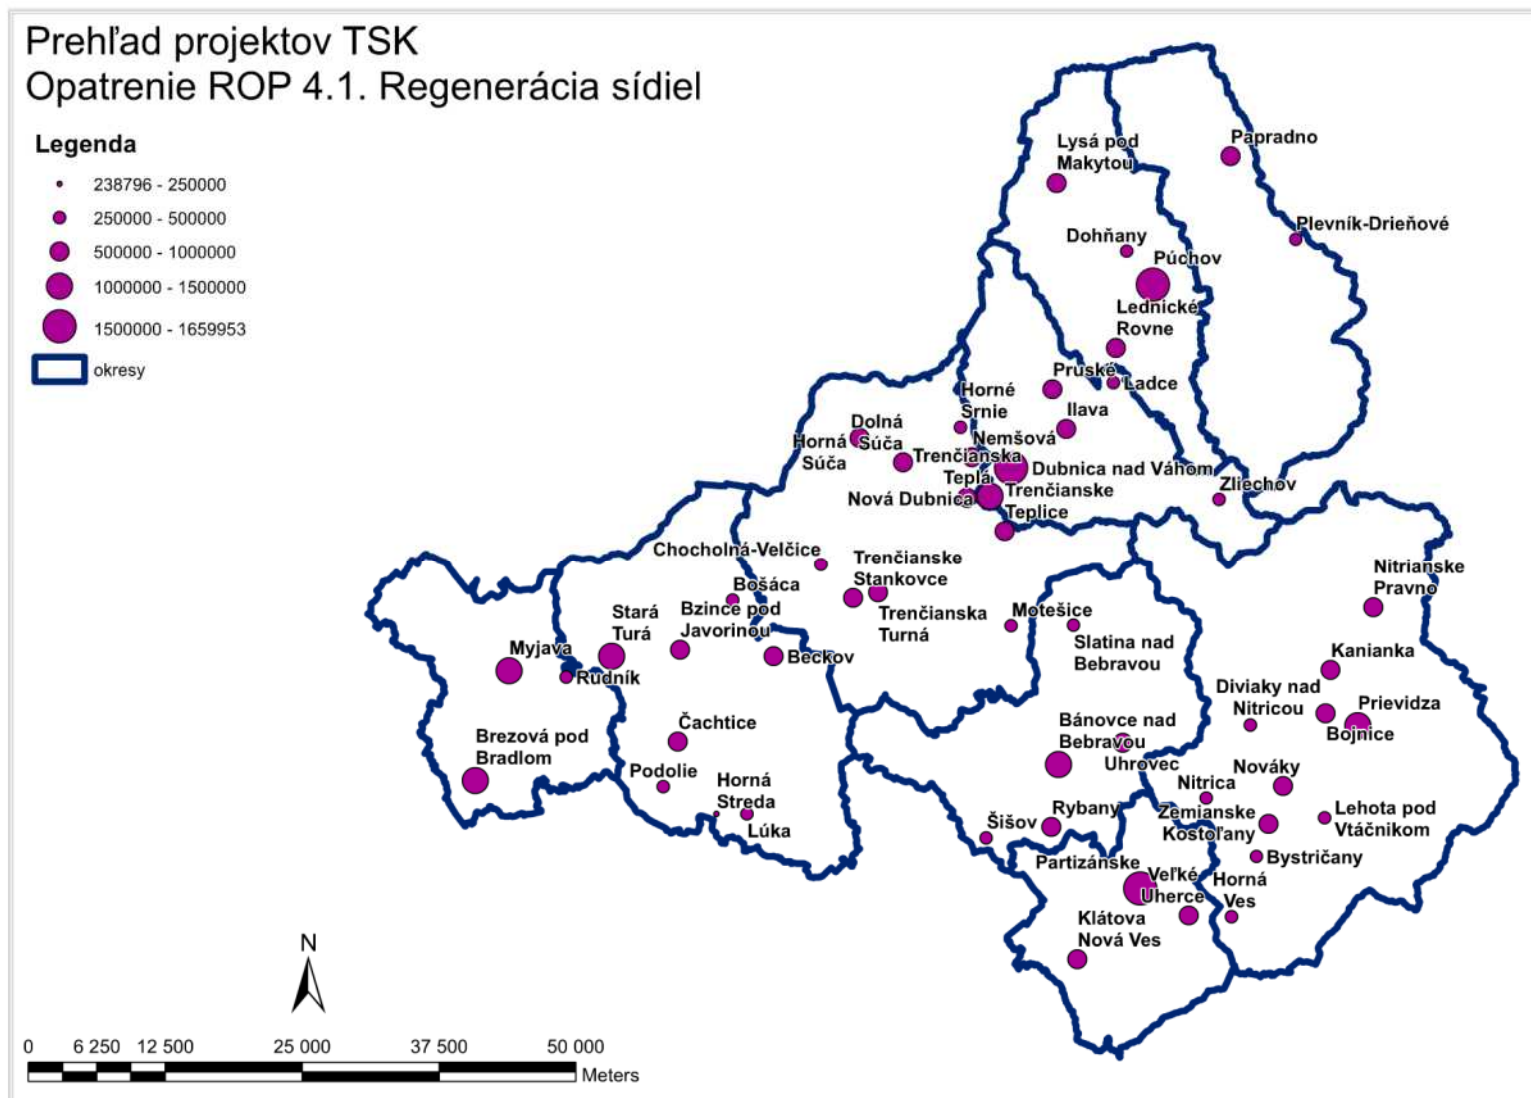 Prehľad projektov TSK
Opatrenie ROP 4.1. Regenerácia sídiel
Legenda
238796 - 250000
250000 - 500000
500000 - 1000000
1000000 - 1500000
1500000 - 1659953
okresy
Papradno
Lysá pod
Makytou
Plevník-Drieňové
Dohňany
Púchov
Lednické
Rovne
Pruské
Ladce
Horné
Srnie
Ilava
Dolná
Súča
Horná
Súča
Nemšová
Trenčianska
Teplá
Dubnica nad Váhom
Nová Dubnica
Trenčianske
Teplice
Zliechov
Chocholná-Velčice
Trenčianske
Stankovce
Nitrianske
Pravno
Bošáca
Bzince pod
Javorinou
Stará
Turá
Trenčianska
Turná
Motešice
Slatina nad
Bebravou
Myjava
Rudník
Beckov
Kanianka
Diviaky nad
Nitricou
Prievidza
Bojnice
Čachtice
Bánovce nad
Bebravou
Uhrovec
Brezová pod
Bradlom
Podolie
Horná
Streda
Lúka
Nováky
Nitrica
Zemianske
Kostoľany
Lehota pod
Vtáčnikom
Šišov
Rybany
Bystričany
Partizánske
Veľké
Uherce
Horná
Ves
Klátova
Nová Ves
N
0 6 250 12 500 25 000 37 500 50 000
Meters